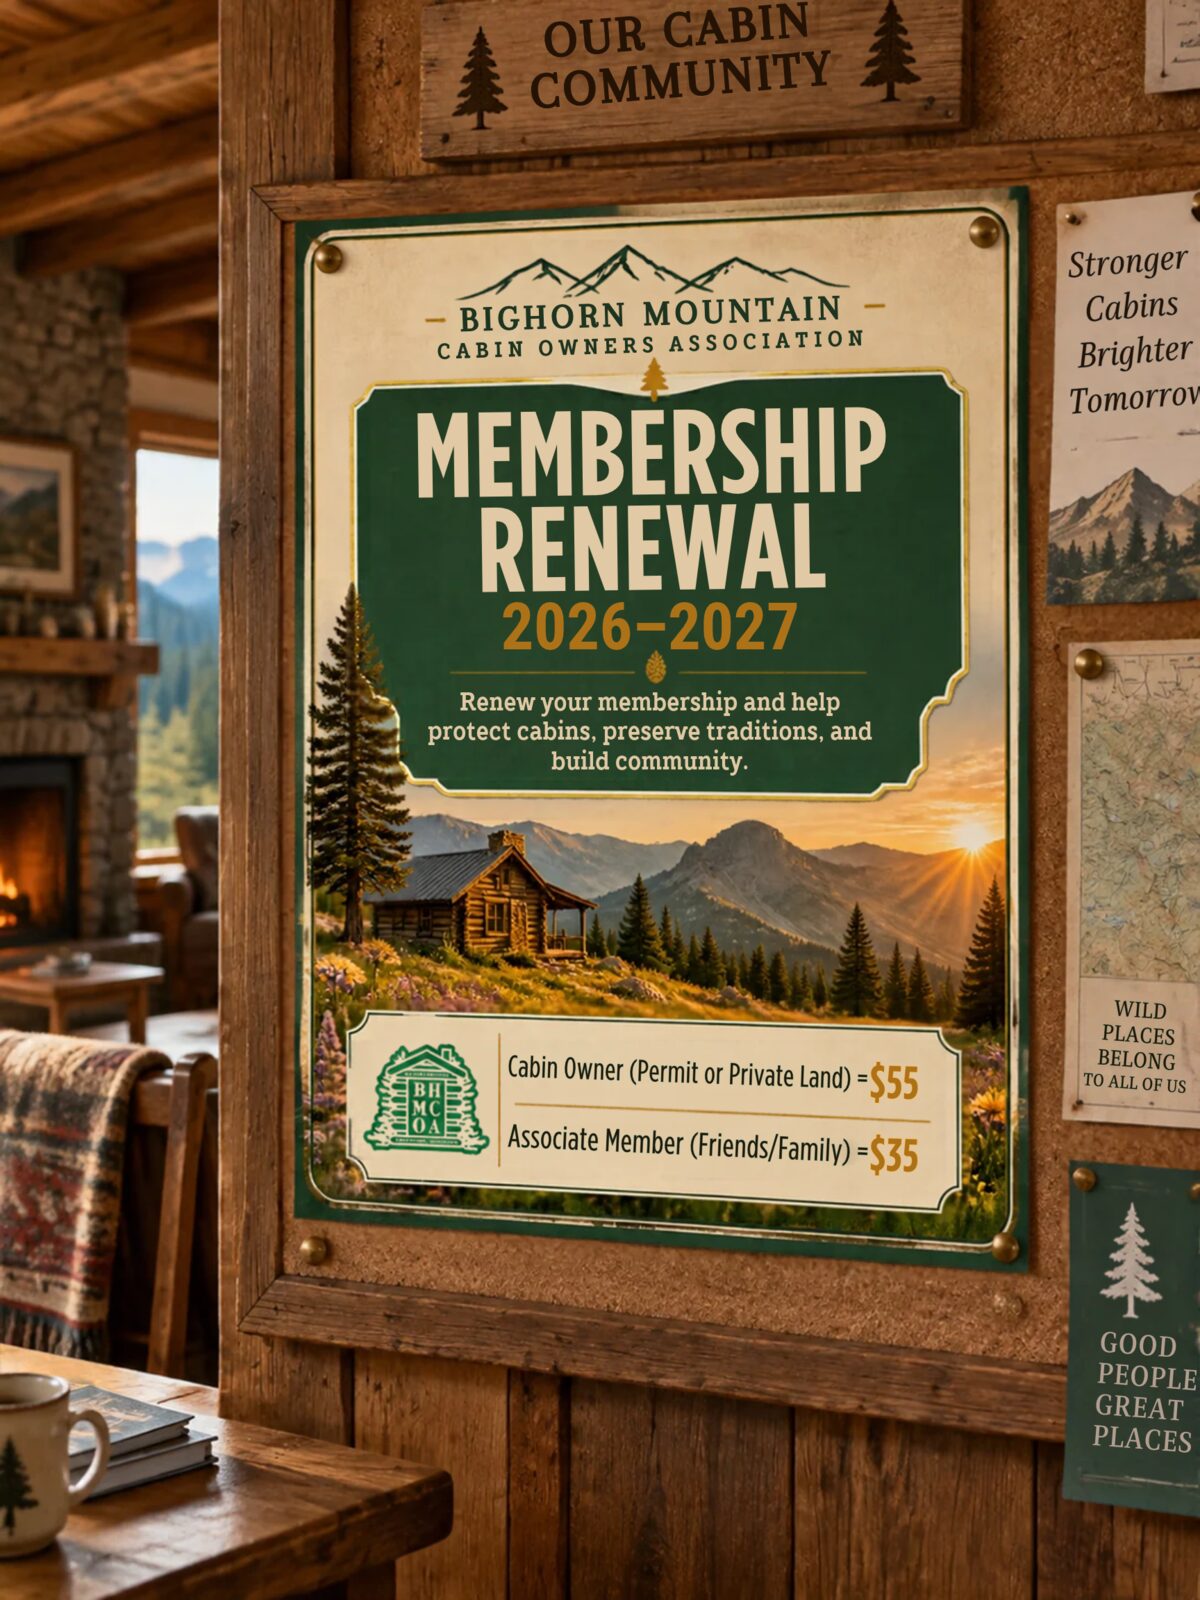 OUR CABIN
COMMUNITY
BIGHORN MOUNTAIN
CABIN OWNERS ASSOCIATION
MEMBERSHIP
RENEWAL
2026–2027
Renew your membership and help
protect cabins, preserve traditions, and
build community.
BH
MC
OA
Cabin Owner (Permit or Private Land) = $55
Associate Member (Friends/Family) = $35
Stronger
Cabins
Brighter
Tomorrow
WILD
PLACES
BELONG
TO ALL OF US
GOOD
PEOPLE
GREAT
PLACES